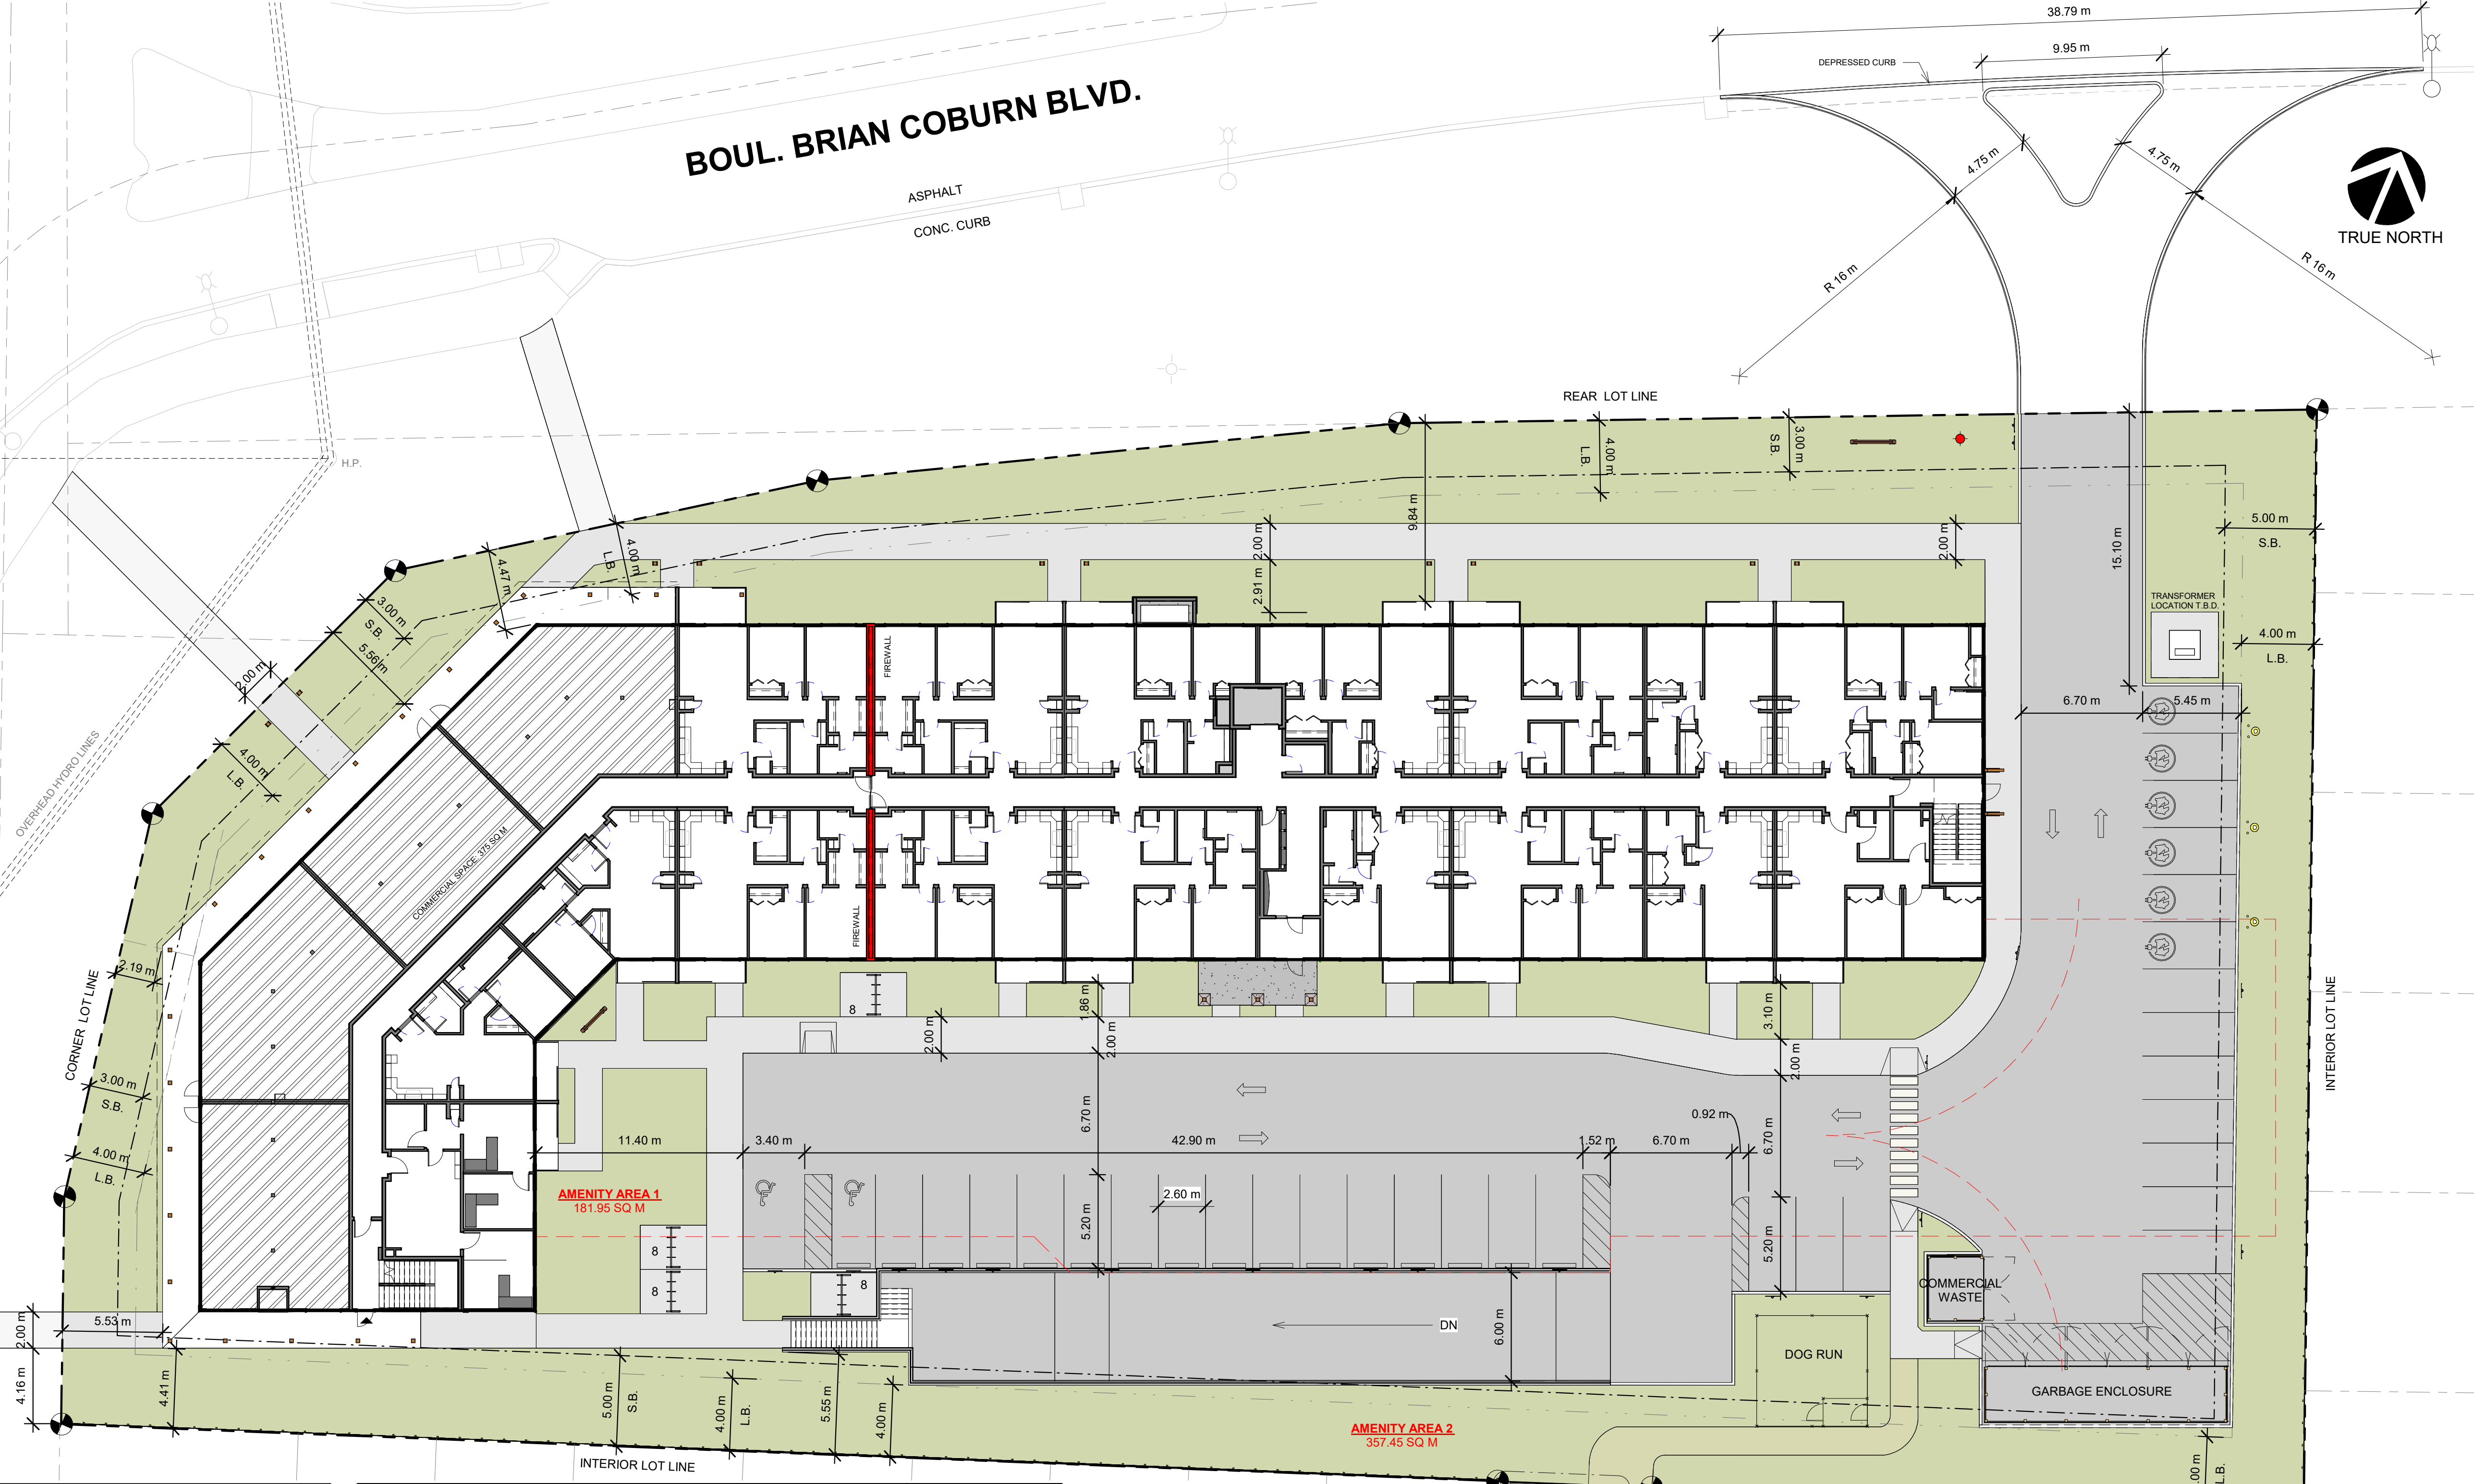 38.79 m
9.95 m
DEPRESSED CURB
BOUL. BRIAN COBURN BLVD.
ASPHALT
CONC. CURB
4.75 m
4.75 m
TRUE NORTH
R 16 m
R 16 m
REAR LOT LINE
H.P.
4.00 m
L.B.
3.00 m
S.B.
9.84 m
5.00 m
S.B.
2.00 m
2.00 m
15.10 m
4.00 m
L.B.
4.47 m
2.91 m
3.00 m
S.B.
TRANSFORMER
LOCATION T.B.D.
4.00 m
L.B.
5.56 m
2.00 m
FIREWALL
6.70 m
5.45 m
OVERHEAD HYDRO LINES
4.00 m
L.B.
COMMERCIAL SPACE 375 SQ M
FIREWALL
2.19 m
CORNER LOT LINE
8
1.86 m
2.00 m
2.00 m
3.10 m
2.00 m
INTERIOR LOT LINE
3.00 m
S.B.
6.70 m
0.92 m
6.70 m
11.40 m
3.40 m
42.90 m
1.52 m
6.70 m
4.00 m
L.B.
AMENITY AREA 1
181.95 SQ M
2.60 m
5.20 m
5.20 m
8
8
8
COMMERCIAL
WASTE
2.00 m
5.53 m
DN
6.00 m
DOG RUN
4.16 m
4.41 m
5.00 m
S.B.
4.00 m
L.B.
5.55 m
4.00 m
GARBAGE ENCLOSURE
AMENITY AREA 2
357.45 SQ M
INTERIOR LOT LINE
.00 m
L.B.